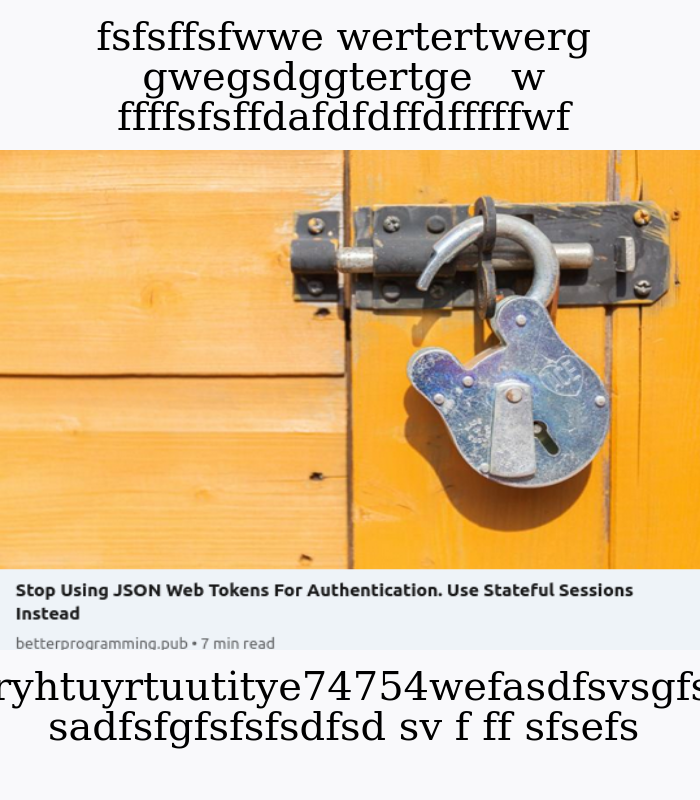 fsfsffsfwwe wertertwerg
gwegsdggtertge w
ffffsfsffdafdfdffdfffffwf
Stop Using JSON Web Tokens For Authentication. Use Stateful Sessions
Instead
betterprogramming.pub • 7 min read
ryhtuyrtuutitye74754wefasdfsvsgfs
sadfsfgfsfsfsdfsd sv f ff sfsefs